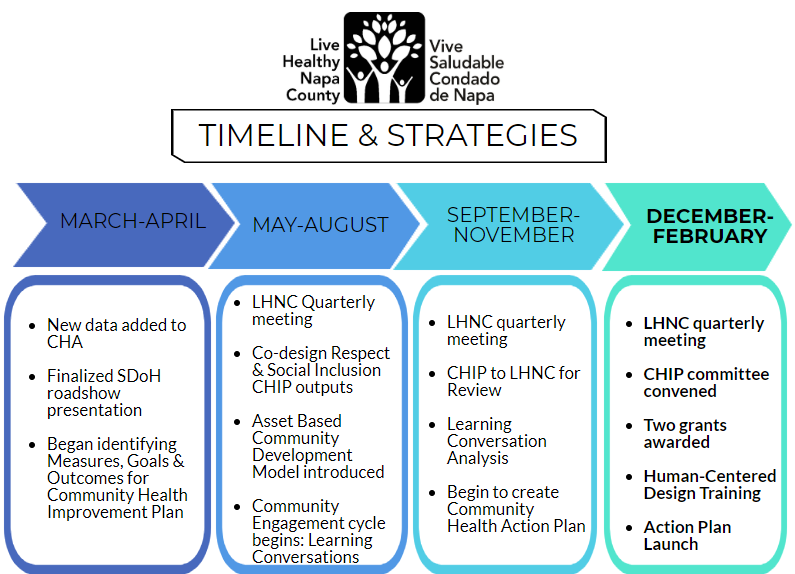 Live
Healthy
Napa
County
Vive
Saludable
Condado
de Napa
TIMELINE & STRATEGIES
MARCH-APRIL
• New data added to
CHA
• Finalized SDoH
roadshow
presentation
• Began identifying
Measures, Goals &
Outcomes for
Community Health
Improvement Plan
MAY-AUGUST
• LHNC Quarterly
meeting
• Co-design Respect
& Social Inclusion
CHIP outputs
• Asset Based
Community
Development
Model introduced
• Community
Engagement cycle
begins: Learning
Conversations
SEPTEMBER-
NOVEMBER
• LHNC quarterly
meeting
• CHIP to LHNC for
Review
• Learning
Conversation
Analysis
• Begin to create
Community
Health Action Plan
DECEMBER-
FEBRUARY
• LHNC quarterly
meeting
• CHIP committee
convened
• Two grants
awarded
• Human-Centered
Design Training
• Action Plan
Launch